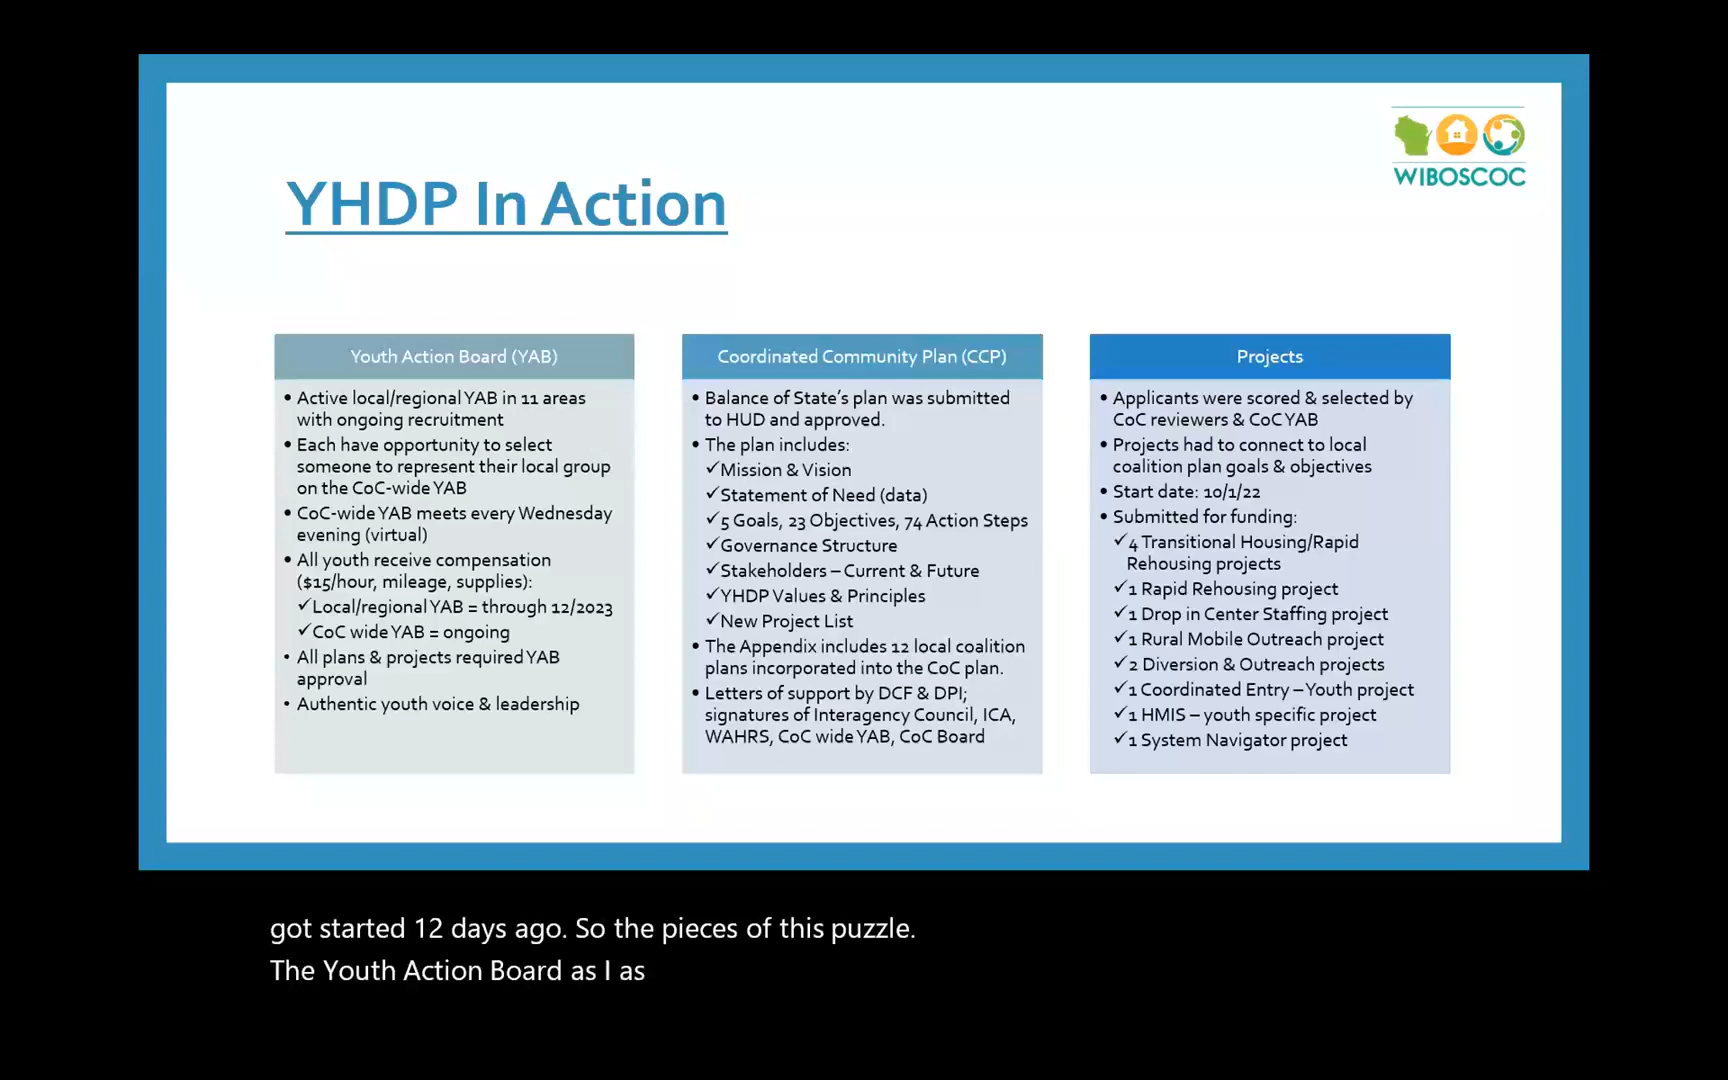 WIBOSCOC
YHDP In Action
Youth Action Board (YAB)
• Active local/regional YAB in 11 areas
with ongoing recruitment
• Each have opportunity to select
someone to represent their local group
on the CoC-wide YAB
• CoC-wide YAB meets every Wednesday
evening (virtual)
• All youth receive compensation
($15/hour, mileage, supplies):
✓Local/regional YAB = through 12/2023
✓CoC wide YAB = ongoing
• All plans & projects required YAB
approval
• Authentic youth voice & leadership
Coordinated Community Plan (CCP)
• Balance of State’s plan was submitted
to HUD and approved.
• The plan includes:
✓Mission & Vision
✓Statement of Need (data)
✓5 Goals, 23 Objectives, 74 Action Steps
✓Governance Structure
✓Stakeholders – Current & Future
✓YHDP Values & Principles
✓New Project List
• The Appendix includes 12 local coalition
plans incorporated into the CoC plan.
• Letters of support by DCF & DPI;
signatures of Interagency Council, ICA,
WAHRS, CoC wide YAB, CoC Board
Projects
• Applicants were scored & selected by
CoC reviewers & CoC YAB
• Projects had to connect to local
coalition plan goals & objectives
• Start date: 10/1/22
• Submitted for funding:
✓4 Transitional Housing/Rapid
Rehousing projects
✓1 Rapid Rehousing project
✓1 Drop in Center Staffing project
✓1 Rural Mobile Outreach project
✓2 Diversion & Outreach projects
✓1 Coordinated Entry – Youth project
✓1 HMIS – youth specific project
✓1 System Navigator project
got started 12 days ago. So the pieces of this puzzle.
The Youth Action Board as I as